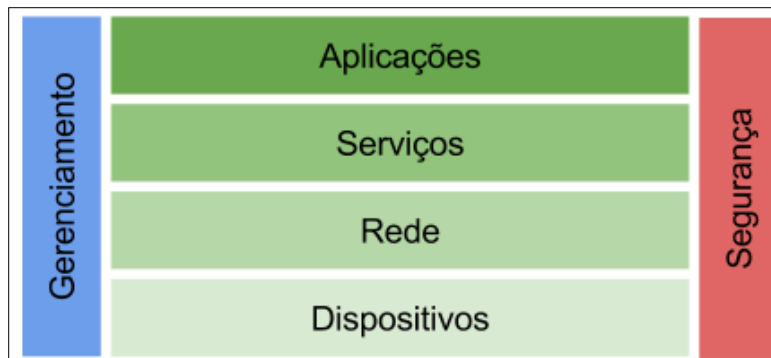 Gerenciamento
Aplicações
Serviços
Rede
Dispositivos
Segurança